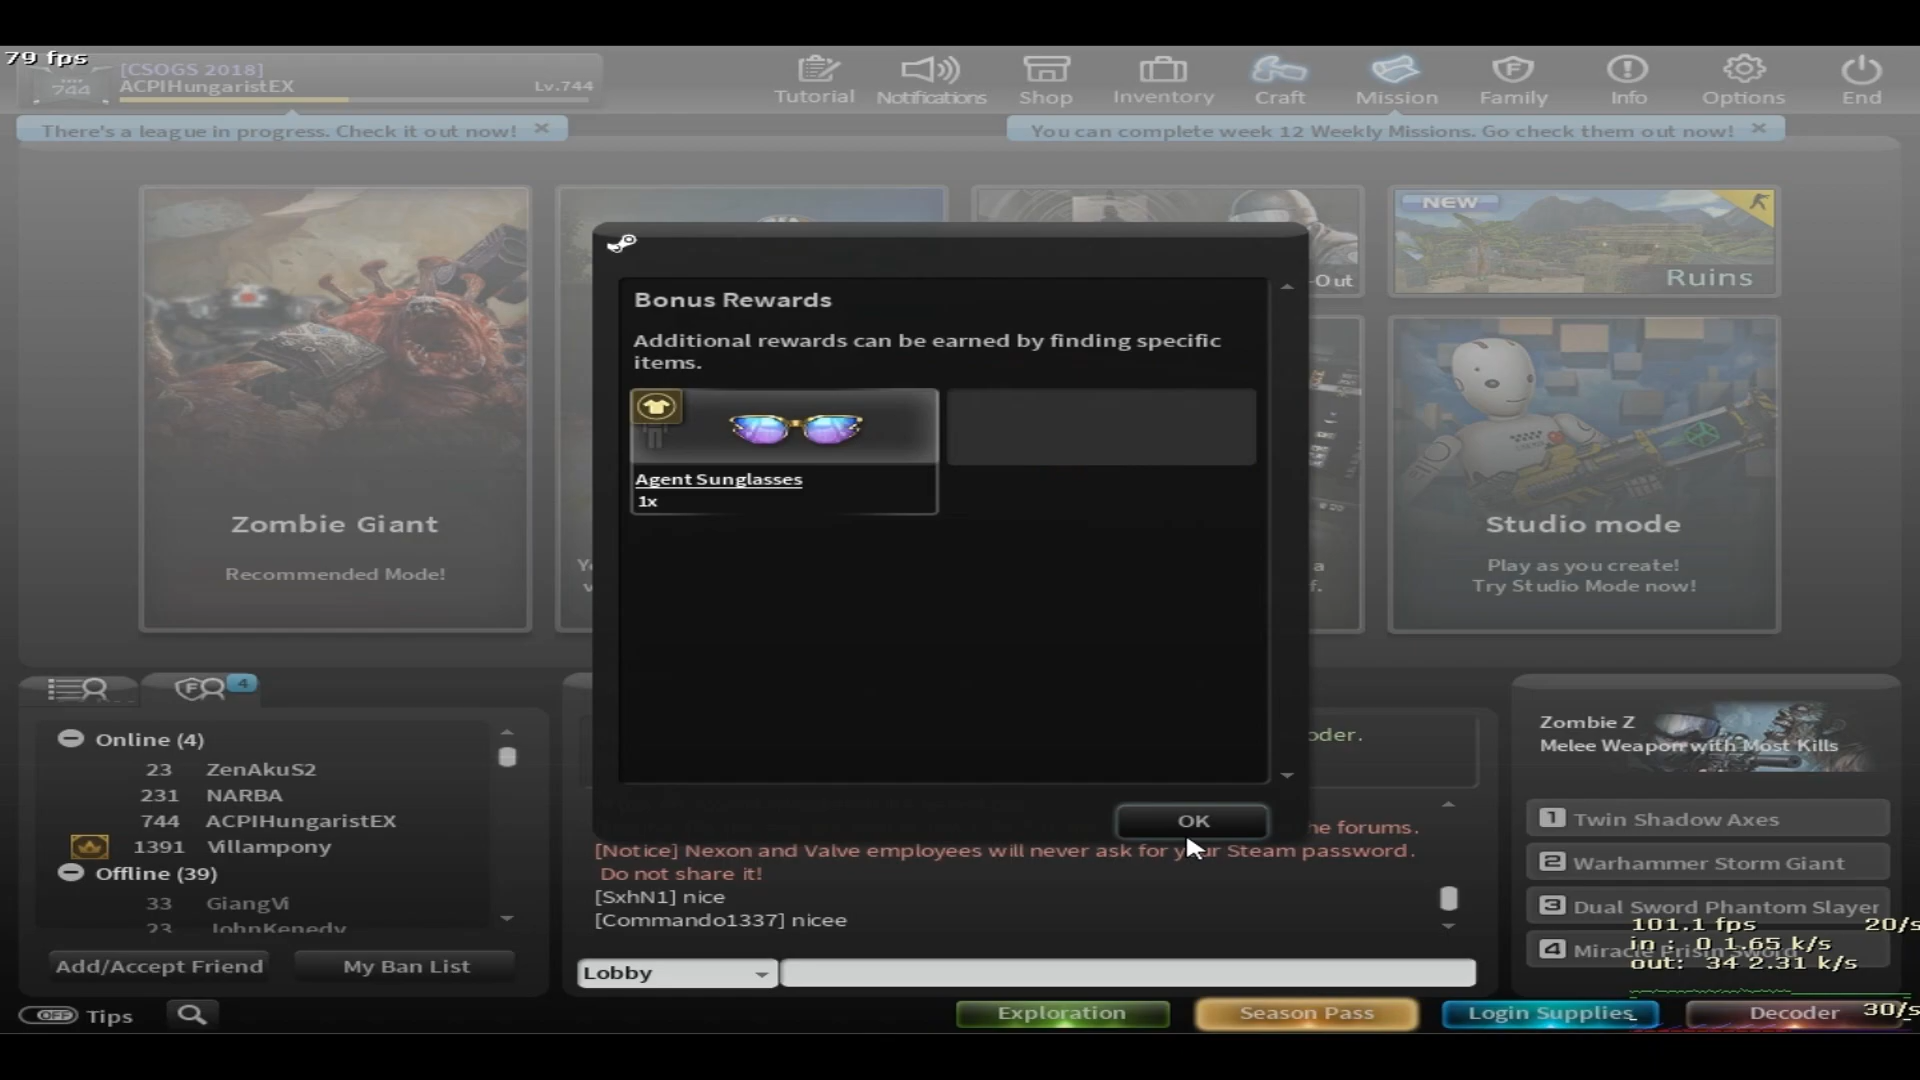 79 fps
744
[CSOGS 2018]
ACPIHungaristEX
Lv.744
Tutorial
Notifications
Shop
Inventory
Craft
Mission
Family
Info
Options
End
There's a league in progress. Check it out now!
You can complete week 12 Weekly Missions. Go check them out now!
Zombie Giant
Recommended Mode!
-Out
NEW
Ruins
Studio mode
Play as you create!
Try Studio Mode now!
Bonus Rewards
Additional rewards can be earned by finding specific
items.
Agent Sunglasses
1x
OK
4
Online (4)
23 ZenAkuS2
231 NARBA
744 ACPIHungaristEX
1391 Villampony
Offline (39)
33 GiangVi
23 JohnKenedy
Add/Accept Friend
My Ban List
oder.
he forums.
[Notice] Nexon and Valve employees will never ask for your Steam password.
Do not share it!
[SxhN1] nice
[Commando1337] nicee
Lobby
Zombie Z
Melee Weapon with Most Kills
1 Twin Shadow Axes
2 Warhammer Storm Giant
3 Dual Sword Phantom Slayer
4 Miracle Prism Sword
101.1 fps 20/s
in : 0 1.65 k/s
out: 34 2.31 k/s
30/s
OFF Tips
Exploration
Season Pass
Login Supplies
Decoder